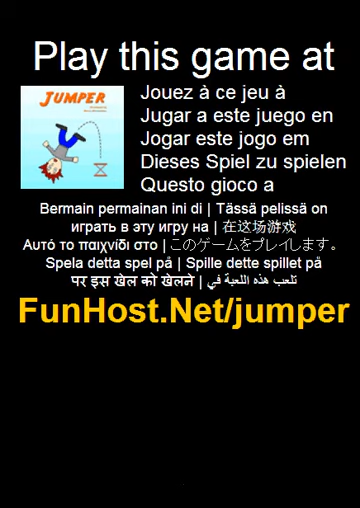 Play this game at
JUMPER
Jouez à ce jeu à
Jugar a este juego en
Jogar este jogo em
Dieses Spiel zu spielen
Questo gioco a
Bermain permainan ini di | Tässä pelissä on
играть в эту игру на | 在这场游戏
Αυτό το παιχνίδι στο | このゲームをプレイします。
Spela detta spel på | Spille dette spillet på
पर इस खेल को खेलने | تلعب هذه اللعبة في
FunHost.Net/jumper